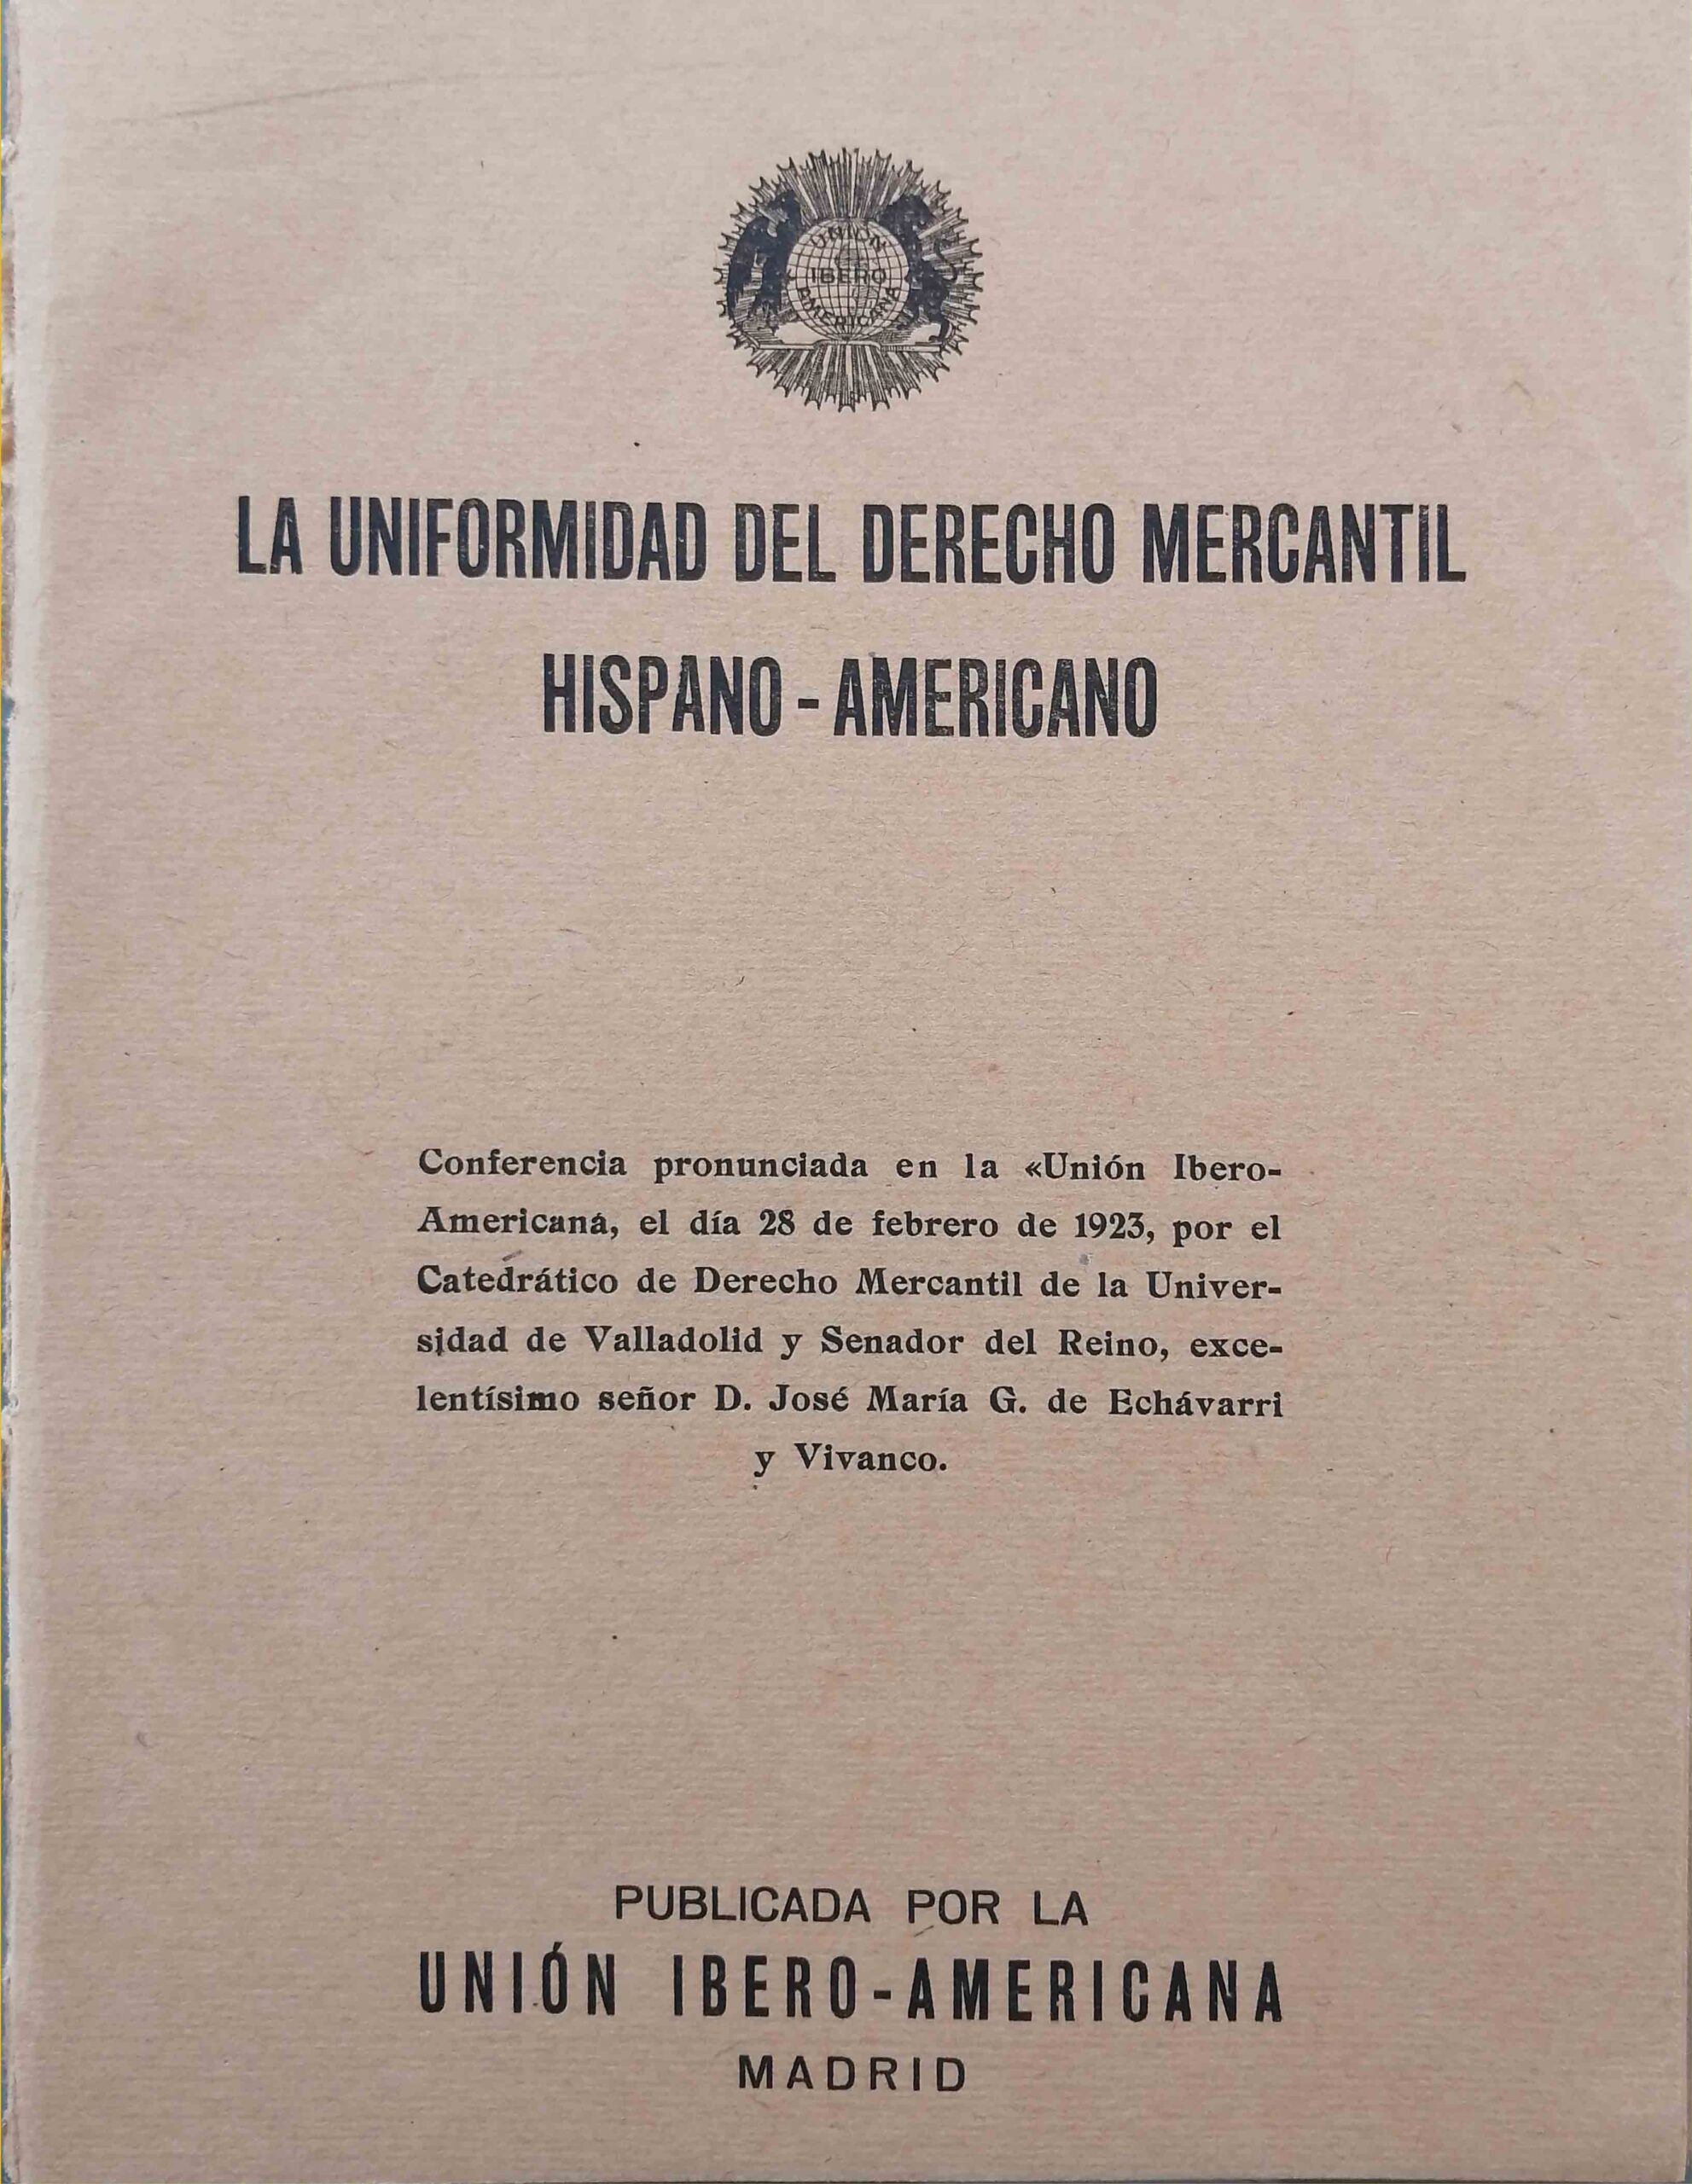 UNIÓN
IBERO
AMERICANA
LA UNIFORMIDAD DEL DERECHO MERCANTIL
HISPANO-AMERICANO
Conferencia pronunciada en la «Unión Ibero-
Americaná, el día 28 de febrero de 1923, por el
Catedrático de Derecho Mercantil de la Univer-
sidad de Valladolid y Senador del Reino, exce-
lentísimo señor D. José María G. de Echávarri
y Vivanco.
PUBLICADA POR LA
UNIÓN IBERO-AMERICANA
MADRID